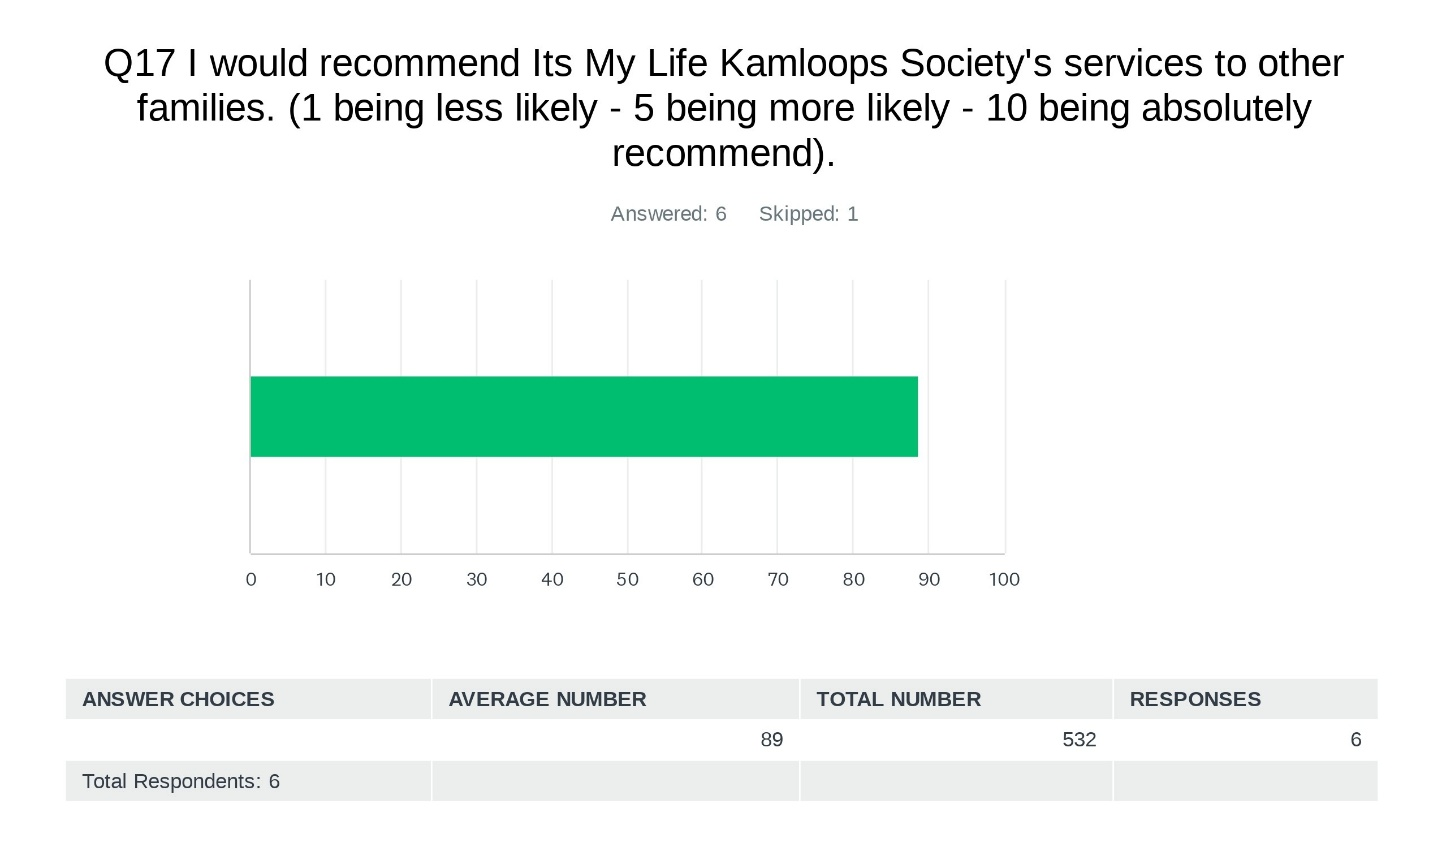 Q17 I would recommend Its My Life Kamloops Society's services to other
families. (1 being less likely - 5 being more likely - 10 being absolutely
recommend).
Answered: 6 Skipped: 1
0 10 20 30 40 50 60 70 80 90 100
ANSWER CHOICES AVERAGE NUMBER TOTAL NUMBER RESPONSES
89 532 6
Total Respondents: 6